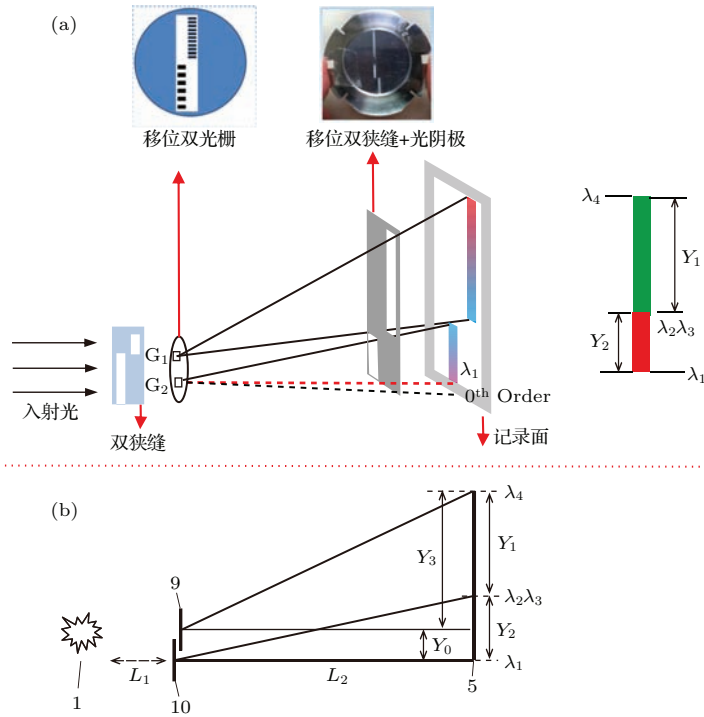 (a)
移位双光栅
移位双狭缝+光阴极
λ₄
Y₁
G₁
λ₂λ₃
Y₂
λ₁
G₂
λ₁
0ᵗʰ Order
入射光
双狭缝
记录面
(b)
λ₄
Y₁
Y₃
9
λ₂λ₃
Y₀
Y₂
λ₁
L₁
L₂
1
10
5